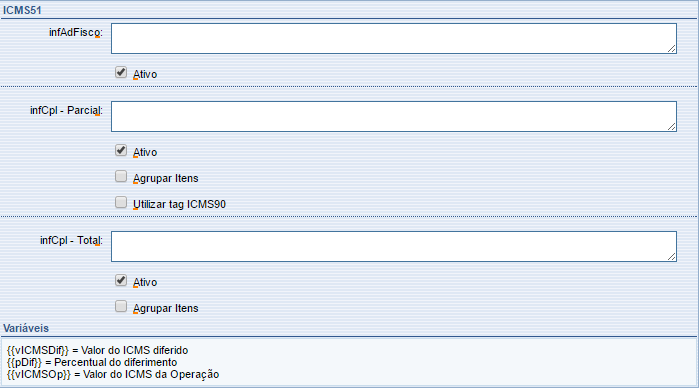 ICMS51
infAdFisco:
Ativo
infCpl - Parcial:
Ativo
Agrupar Itens
Utilizar tag ICMS90
infCpl - Total:
Ativo
Agrupar Itens
Variáveis
{{vICMSDif}} = Valor do ICMS diferido
{{pDif}} = Percentual do diferimento
{{vICMSOp}} = Valor do ICMS da Operação